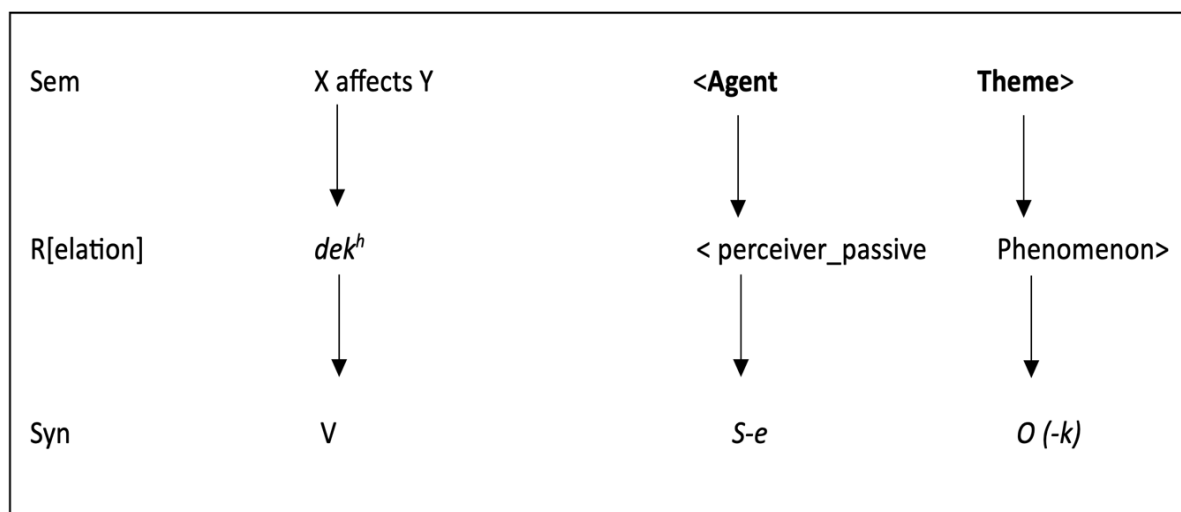 Sem X affects Y <Agent Theme>
R[elation] dekʰ < perceiver_passive Phenomenon>
Syn V S-e O (-k)